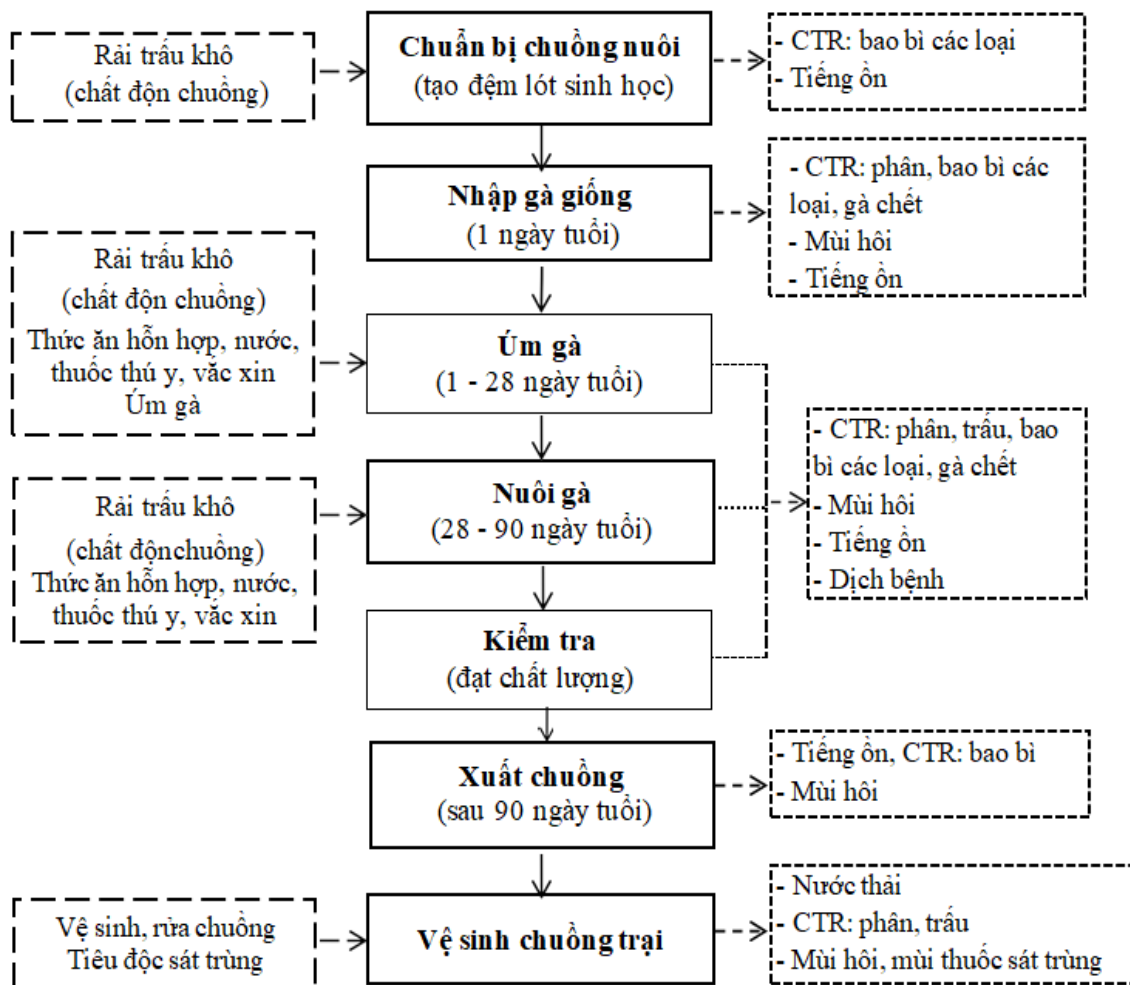 Rải trấu khô
(chất độn chuồng)
Chuẩn bị chuồng nuôi
(tạo đệm lót sinh học)
- CTR: bao bì các loại
- Tiếng ồn
Nhập gà giống
(1 ngày tuổi)
- CTR: phân, bao bì các
loại, gà chết
- Mùi hôi
- Tiếng ồn
Rải trấu khô
(chất độn chuồng)
Thức ăn hỗn hợp, nước,
thuốc thú y, vắc xin
Úm gà
Úm gà
(1 - 28 ngày tuổi)
- CTR: phân, trấu, bao
bì các loại, gà chết
- Mùi hôi
- Tiếng ồn
- Dịch bệnh
Rải trấu khô
(chất độnchuồng)
Thức ăn hỗn hợp, nước,
thuốc thú y, vắc xin
Nuôi gà
(28 - 90 ngày tuổi)
Kiểm tra
(đạt chất lượng)
Xuất chuồng
(sau 90 ngày tuổi)
- Tiếng ồn, CTR: bao bì
- Mùi hôi
Vệ sinh, rửa chuồng
Tiêu độc sát trùng
Vệ sinh chuồng trại
- Nước thải
- CTR: phân, trấu
- Mùi hôi, mùi thuốc sát trùng